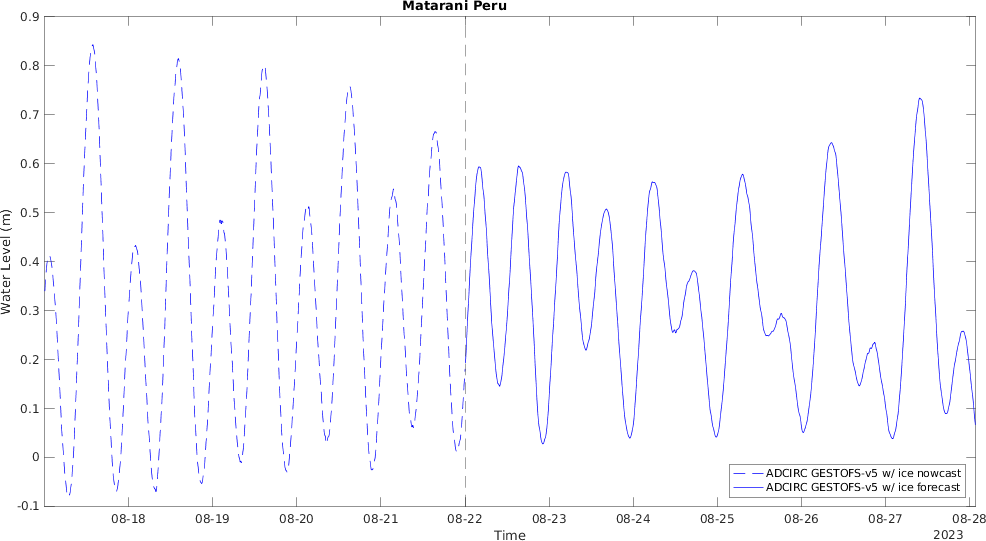 Matarani Peru
0.9
0.8
0.7
0.6
0.5
0.4
0.3
0.2
0.1
0
-0.1
Water Level (m)
ADCIRC GESTOFS-v5 w/ ice nowcast
ADCIRC GESTOFS-v5 w/ ice forecast
08-18 08-19 08-20 08-21 08-22 08-23 08-24 08-25 08-26 08-27 08-28
Time
2023